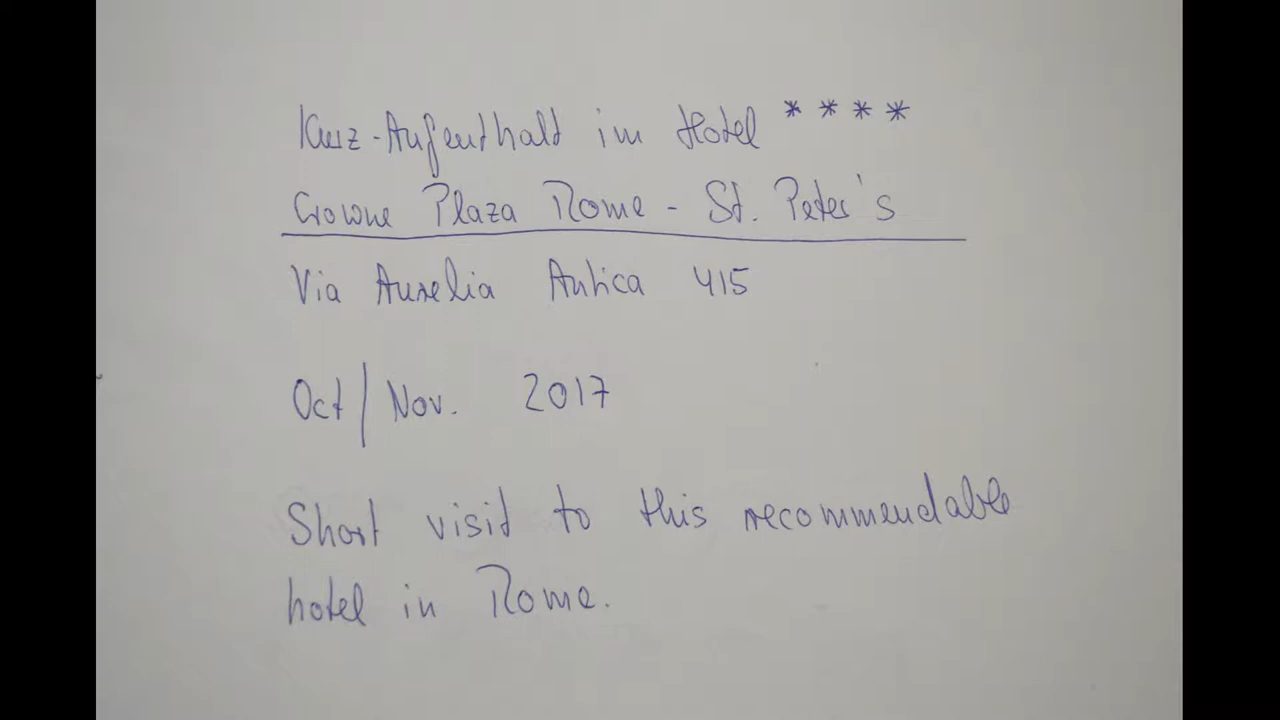 Kurz-Aufenthalt im Hotel ****
Crowne Plaza Rome - St. Peter's
Via Aurelia Antica 415
Oct/Nov. 2017
Short visit to this recommendable
hotel in Rome.